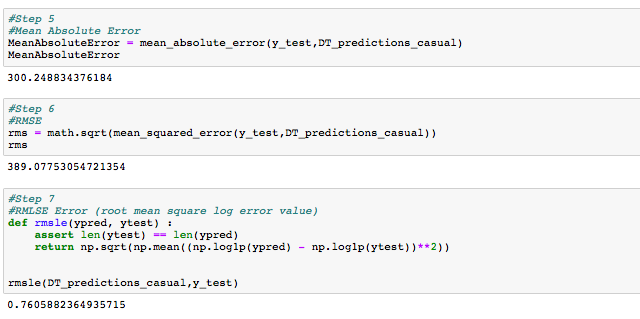 #Step 5
#Mean Absolute Error
MeanAbsoluteError = mean_absolute_error(y_test,DT_predictions_casual)
MeanAbsoluteError
300.248834376184
#Step 6
#RMSE
rms = math.sqrt(mean_squared_error(y_test,DT_predictions_casual))
rms
389.07753054721354
#Step 7
#RMLSE Error (root mean square log error value)
def rmsle(ypred, ytest) :
    assert len(ytest) == len(ypred)
    return np.sqrt(np.mean((np.log1p(ypred) - np.log1p(ytest))**2))
rmsle(DT_predictions_casual,y_test)
0.7605882364935715